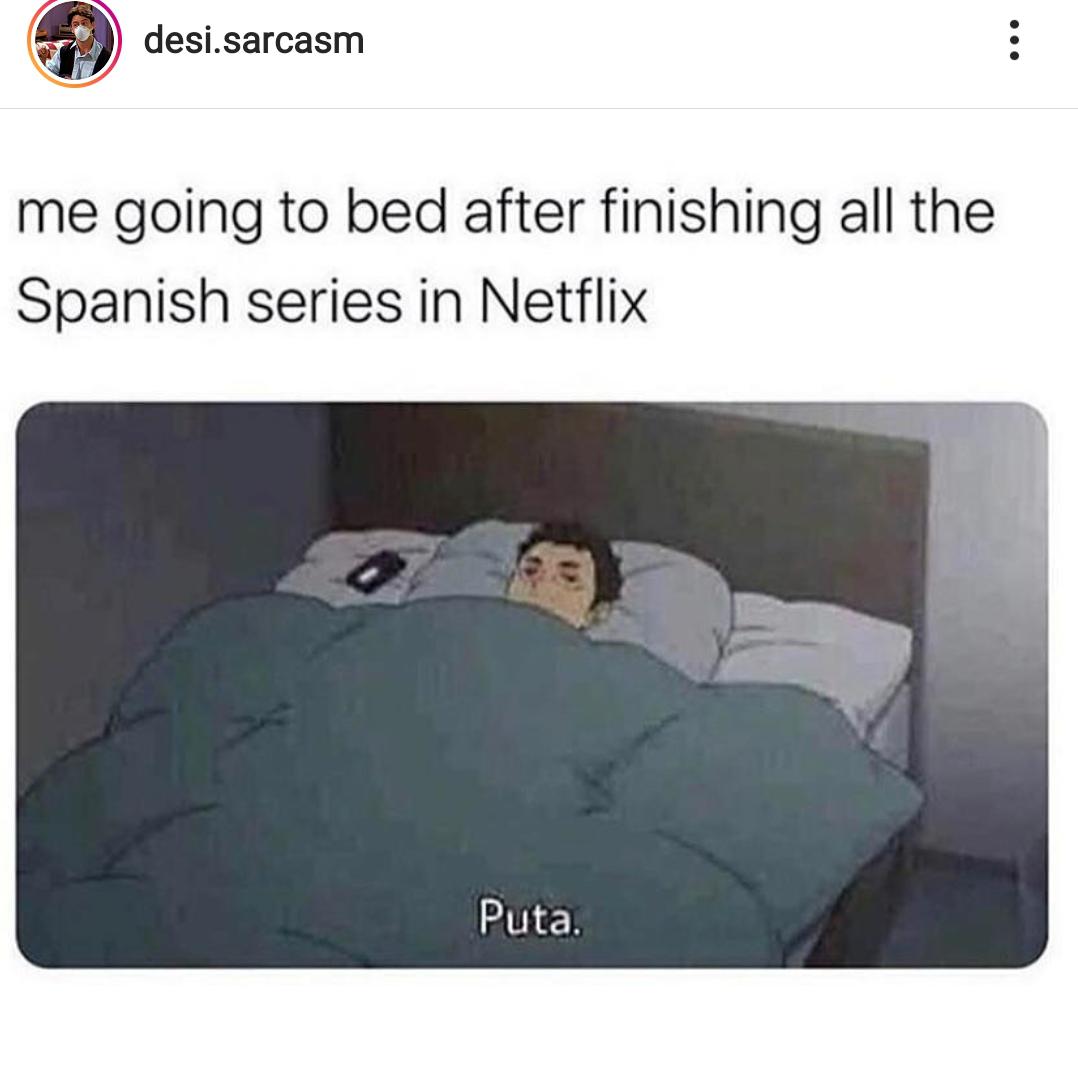 desi.sarcasm
me going to bed after finishing all the
Spanish series in Netflix
Puta.